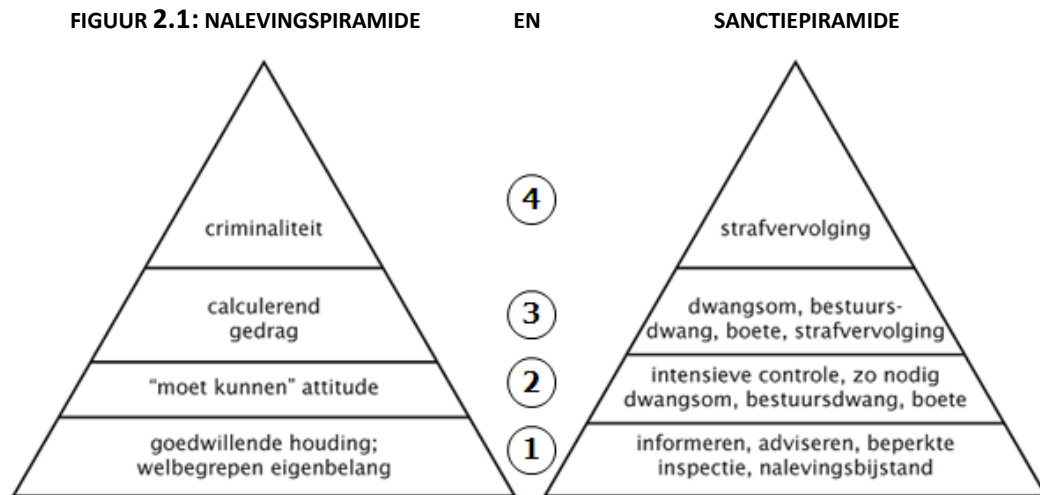 FIGUUR 2.1: NALEVINGSPIRAMIDE EN SANCTIEPIRAMIDE
criminaliteit
calculerend
gedrag
"moet kunnen" attitude
goedwillende houding;
welbegrepen eigenbelang
4
3
2
1
strafvervolging
dwangsom, bestuurs-
dwang, boete, strafvervolging
intensieve controle, zo nodig
dwangsom, bestuursdwang, boete
informeren, adviseren, beperkte
inspectie, nalevingsbijstand